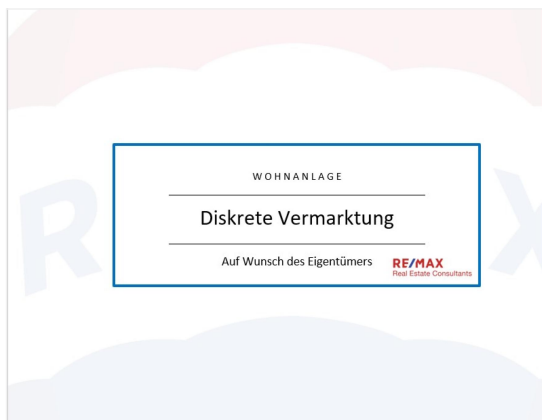 WOHNANLAGE
Diskrete Vermarktung
Auf Wunsch des Eigentümers
RE/MAX
Real Estate Consultants